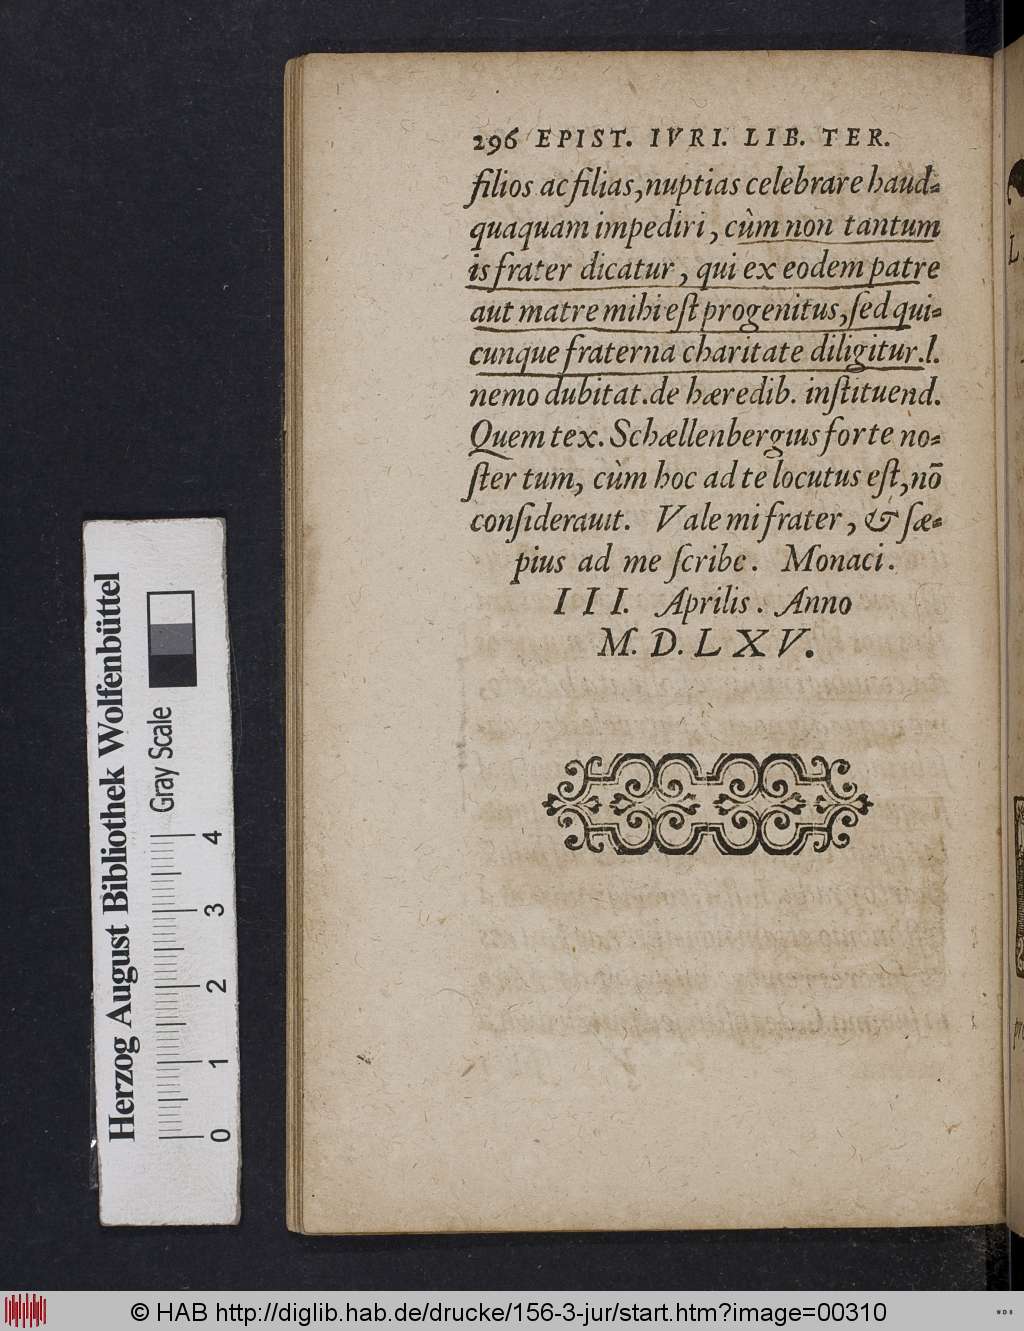 296 EPIST. IVRI. LIB. TER.
filios ac filias, nuptias celebrare haud-
quaquam impediri, cùm non tantum
is frater dicatur, qui ex eodem patre
aut matre mihi eſt progenitus, ſed qui-
cunque fraterna charitate diligitur. l.
nemo dubitat. de hæredib. inſtituend.
Quem tex. Schællenbergius forte no-
ſter tum, cùm hoc ad te locutus eſt, nō
conſiderauit. Vale mi frater, & ſæ-
pius ad me ſcribe. Monaci.
III. Aprilis. Anno
M. D. LXV.
Herzog August Bibliothek Wolfenbüttel
Gray Scale
0 1 2 3 4
© HAB http://diglib.hab.de/drucke/156-3-jur/start.htm?image=00310